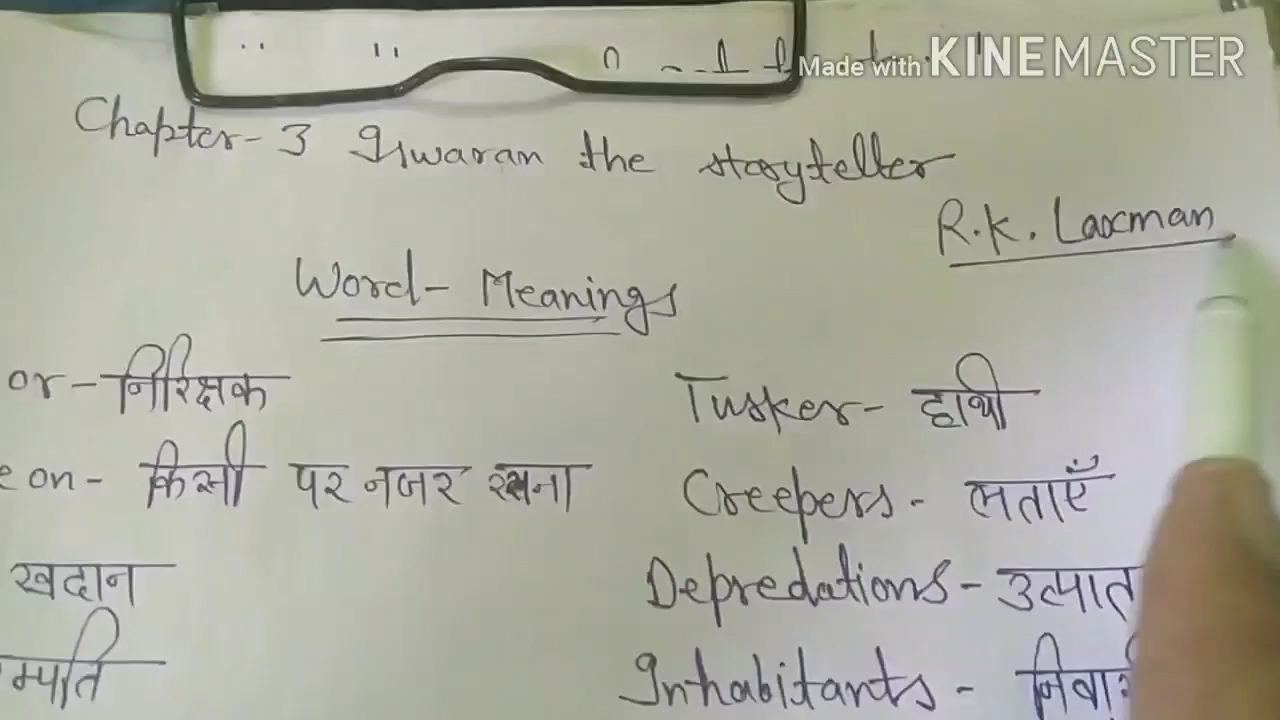 Made with KINEMASTER
Chapter-3 Iswaran the storyteller
R.K. Laxman
Word-Meanings
or- निरिक्षक
e on- किसी पर नजर रखना
खदान
म्पति
Tusker- हाथी
Creepers- लताएँ
Depredations- उत्पात
Inhabitants-